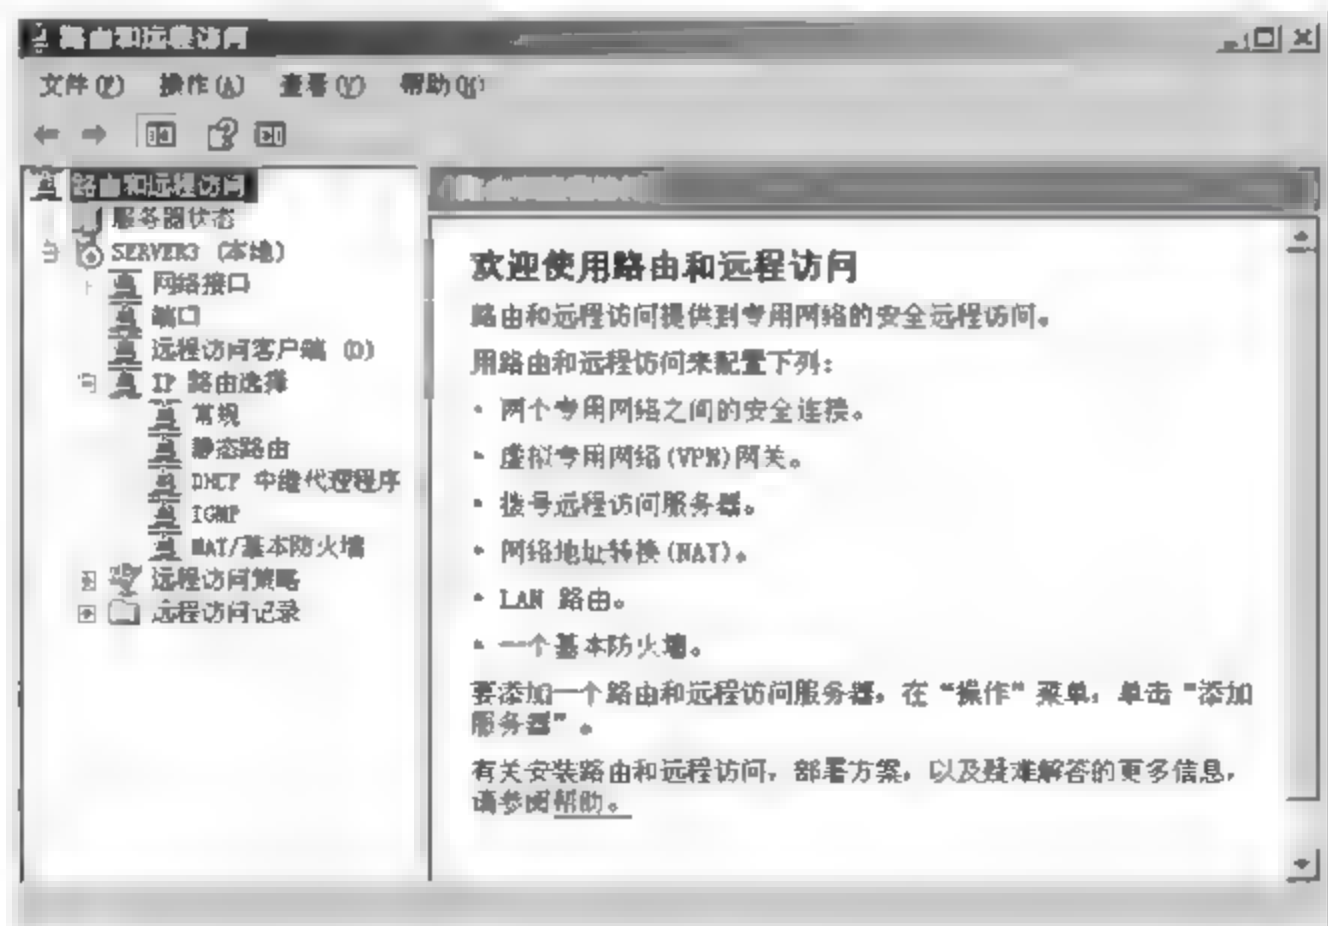 路由和远程访问
文件(F) 操作(A) 查看(V) 帮助(H)
路由和远程访问
服务器状态
SERVER3 (本地)
网络接口
端口
远程访问客户端 (0)
IP 路由选择
常规
静态路由
DHCP 中继代理程序
IGMP
NAT/基本防火墙
远程访问策略
远程访问记录
欢迎使用路由和远程访问
路由和远程访问提供到专用网络的安全远程访问。
用路由和远程访问来配置下列：
• 两个专用网络之间的安全连接。
• 虚拟专用网络(VPN)网关。
• 拨号远程访问服务器。
• 网络地址转换(NAT)。
• LAN 路由。
• 一个基本防火墙。
要添加一个路由和远程访问服务器，在“操作”菜单，单击“添加
服务器”。
有关安装路由和远程访问，部署方案，以及疑难解答的更多信息，
请参阅帮助。